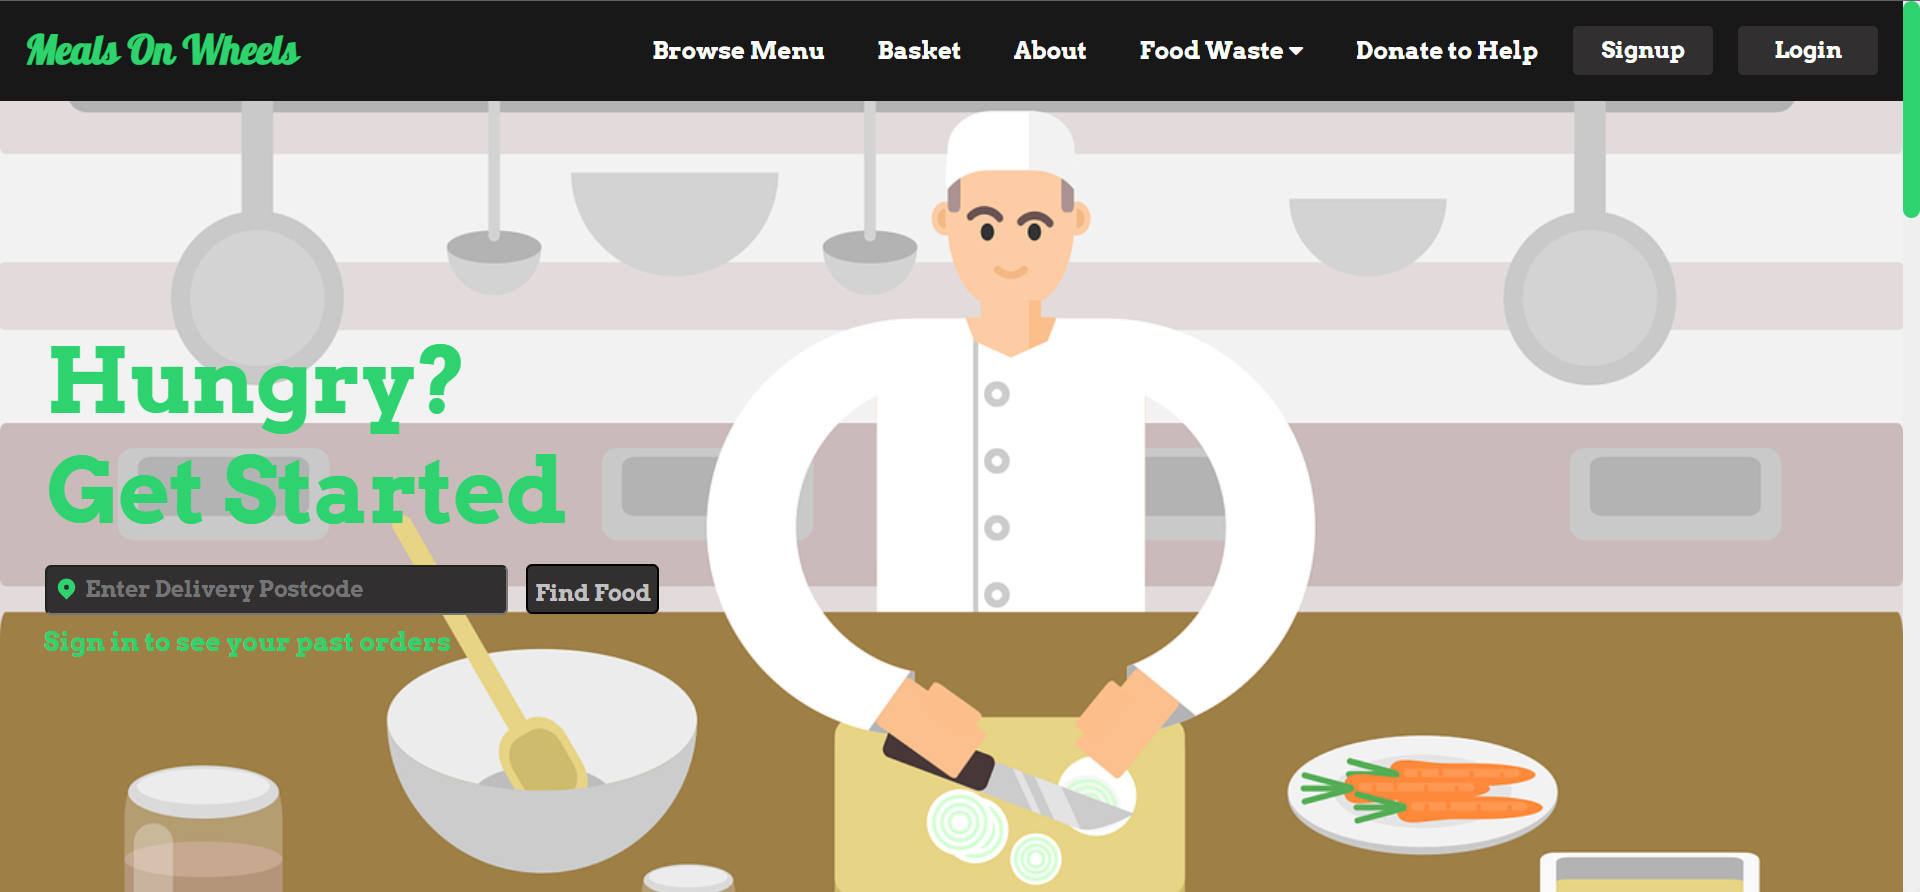 Meals On Wheels
Browse Menu Basket About Food Waste Donate to Help Signup Login
Hungry?
Get Started
Enter Delivery Postcode Find Food
Sign in to see your past orders